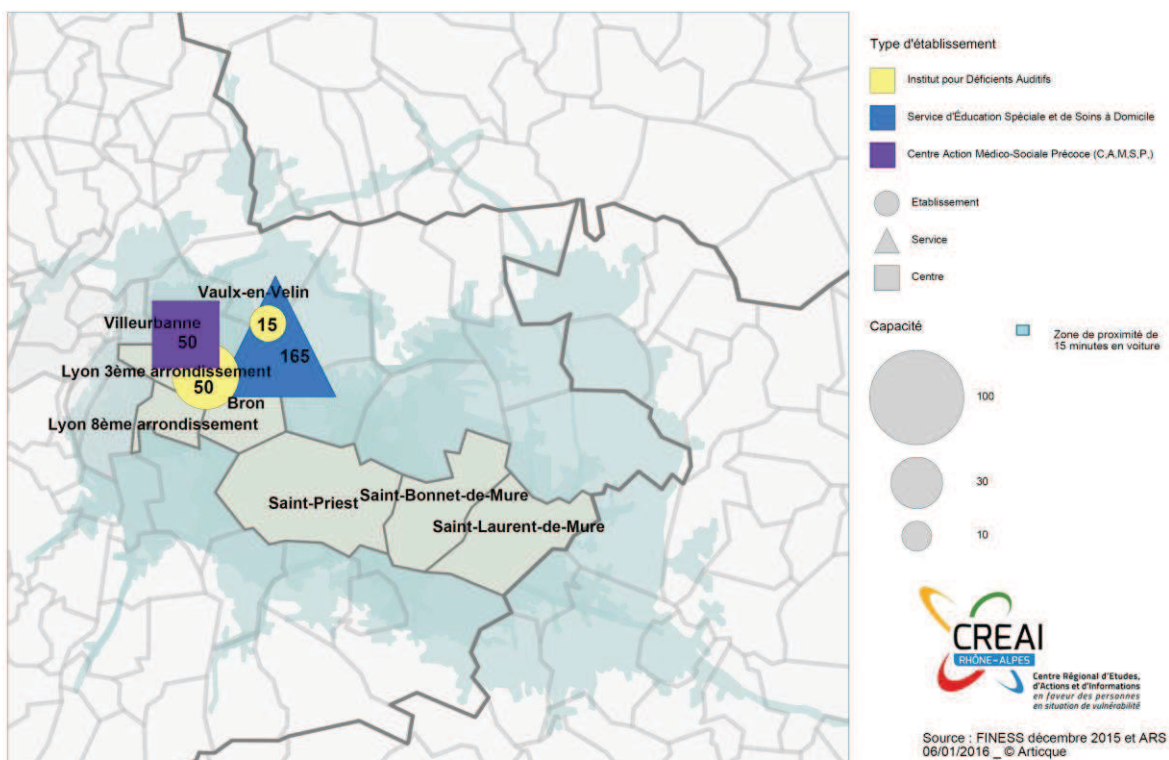 Vaulx-en-Velin
15
Villeurbanne
50
165
Lyon 3ème arrondissement
50
Bron
Lyon 8ème arrondissement
Saint-Bonnet-de-Mure
Saint-Priest
Saint-Laurent-de-Mure
Type d'établissement
Institut pour Déficients Auditifs
Service d'Éducation Spéciale et de Soins à Domicile
Centre Action Médico-Sociale Précoce (C,A,M,S,P,)
Etablissement
Service
Centre
Capacité
Zone de proximité de
15 minutes en voiture
100
30
10
CREAI
RHÔNE-ALPES
Centre Régional d'Etudes,
d'Actions et d'Informations
en faveur des personnes
en situation de vulnérabilité
Source : FINESS décembre 2015 et ARS
06/01/2016 _ © Articque